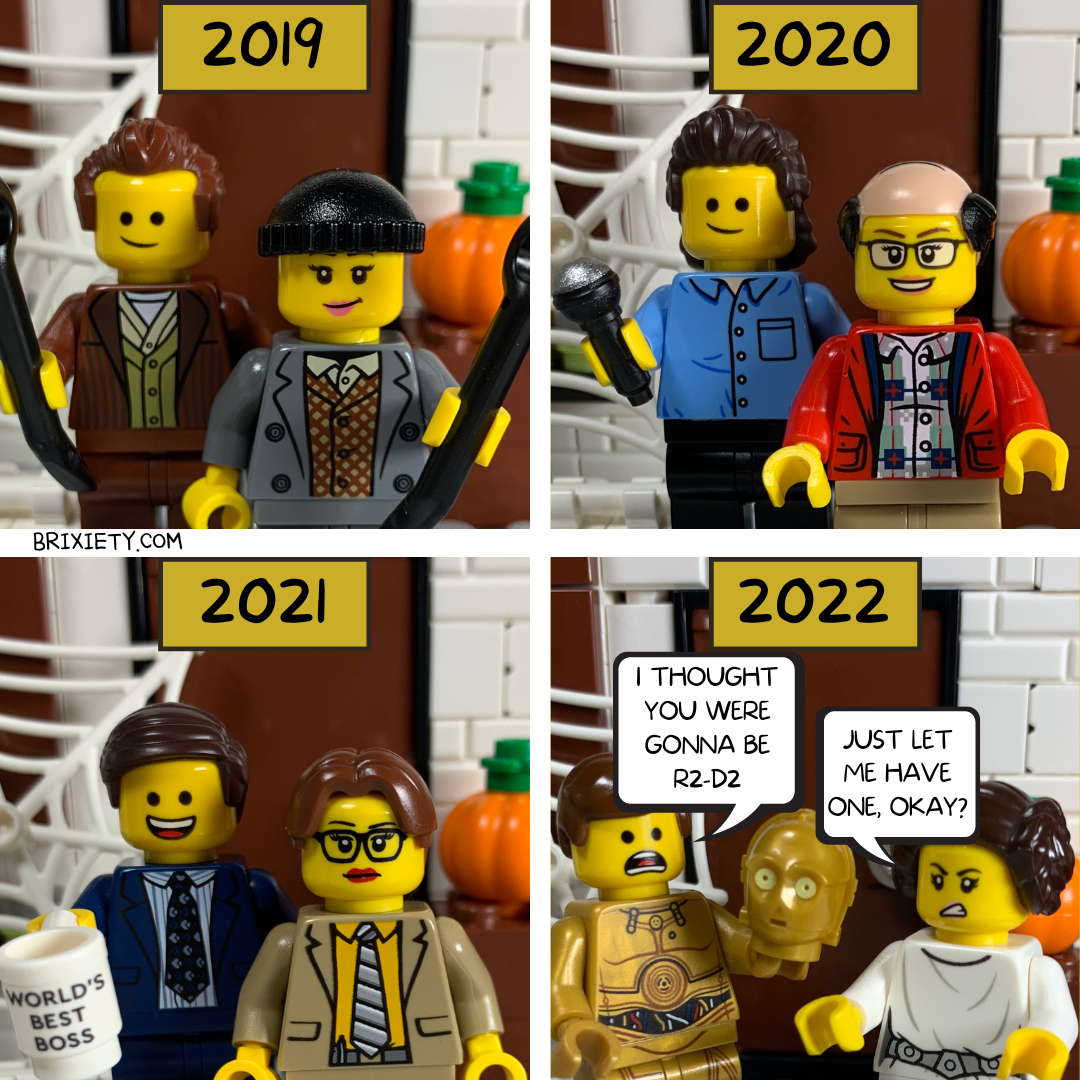 2019
2020
BRIXIETY.COM
2021
WORLD'S
BEST
BOSS
2022
I THOUGHT
YOU WERE
GONNA BE
R2-D2
JUST LET
ME HAVE
ONE, OKAY?